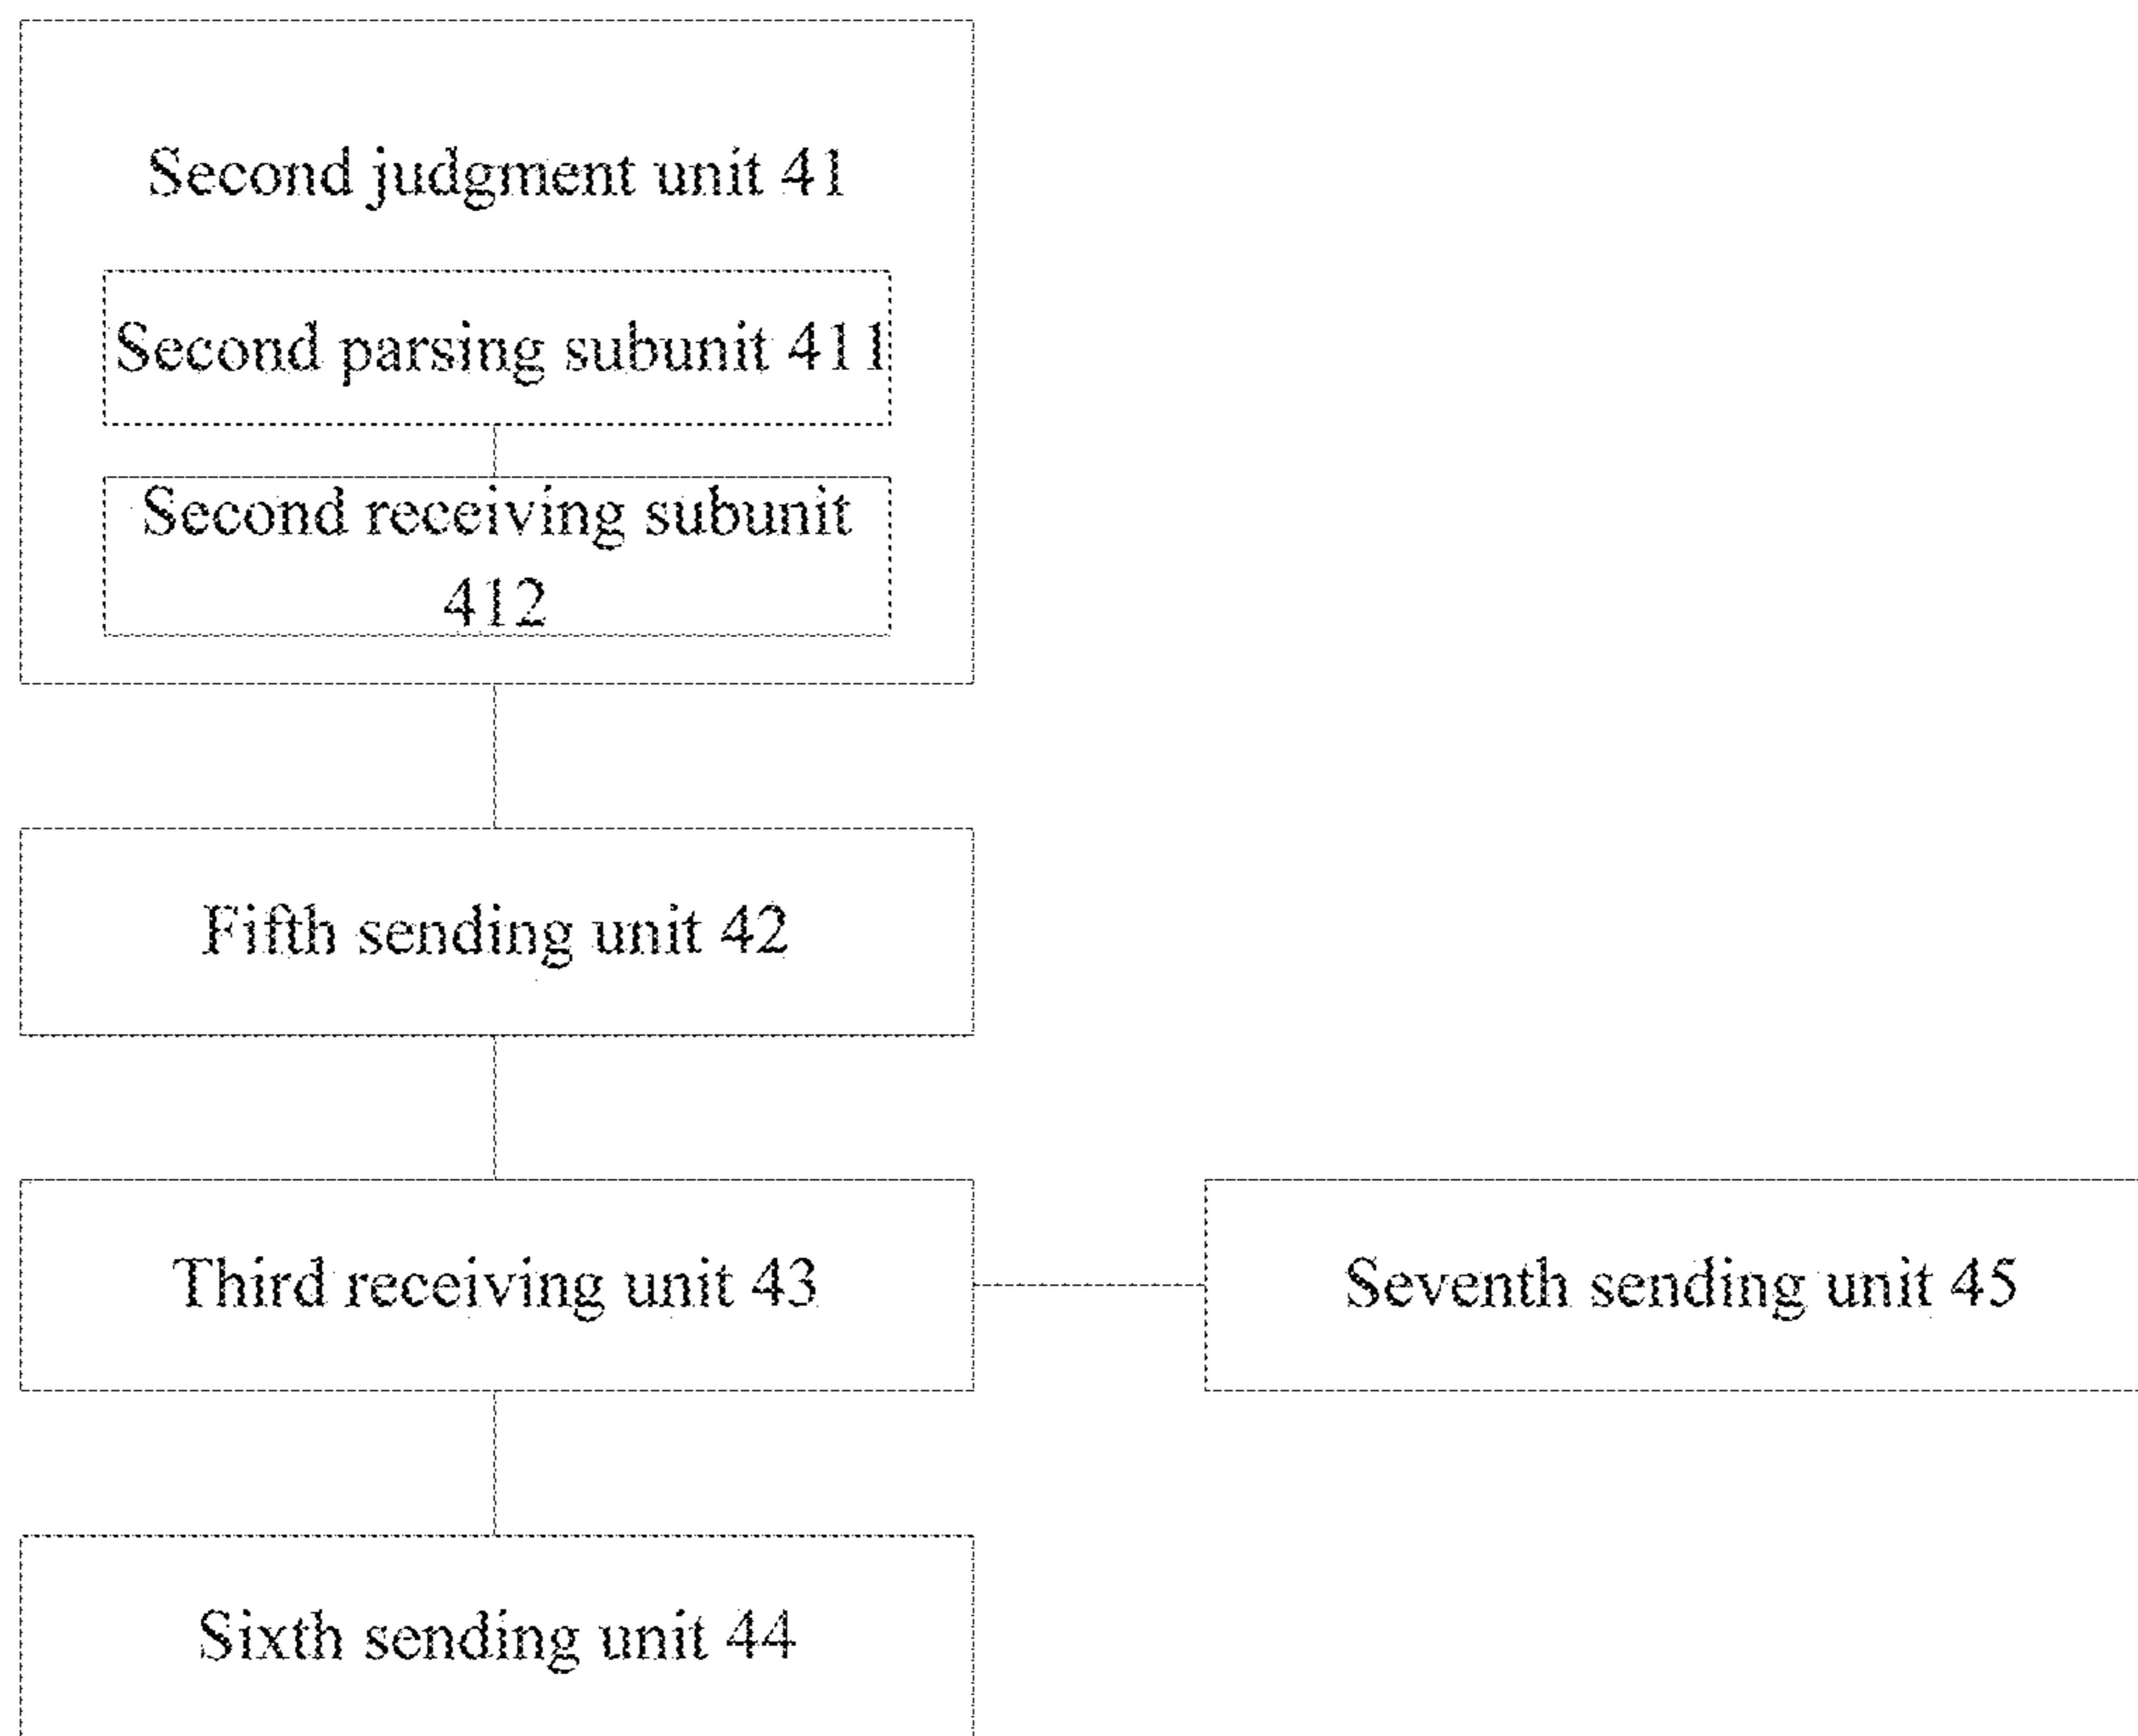 Second judgment unit 41
Second parsing subunit 411
Second receiving subunit
412
Fifth sending unit 42
Third receiving unit 43
Seventh sending unit 45
Sixth sending unit 44